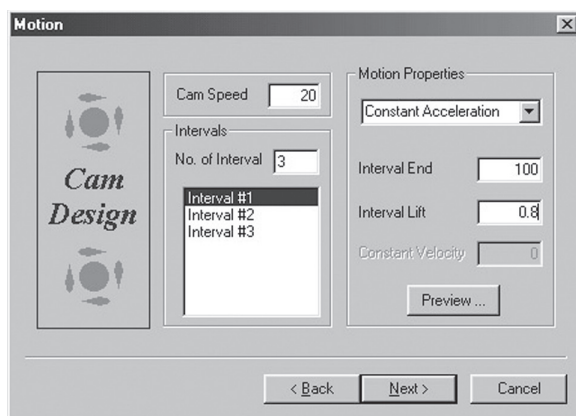 Motion
Cam
Design
Cam Speed 20
Intervals
No. of Interval 3
Interval #1
Interval #2
Interval #3
Motion Properties
Constant Acceleration
Interval End 100
Interval Lift 0.8
Constant Velocity 0
Preview ...
< Back
Next >
Cancel